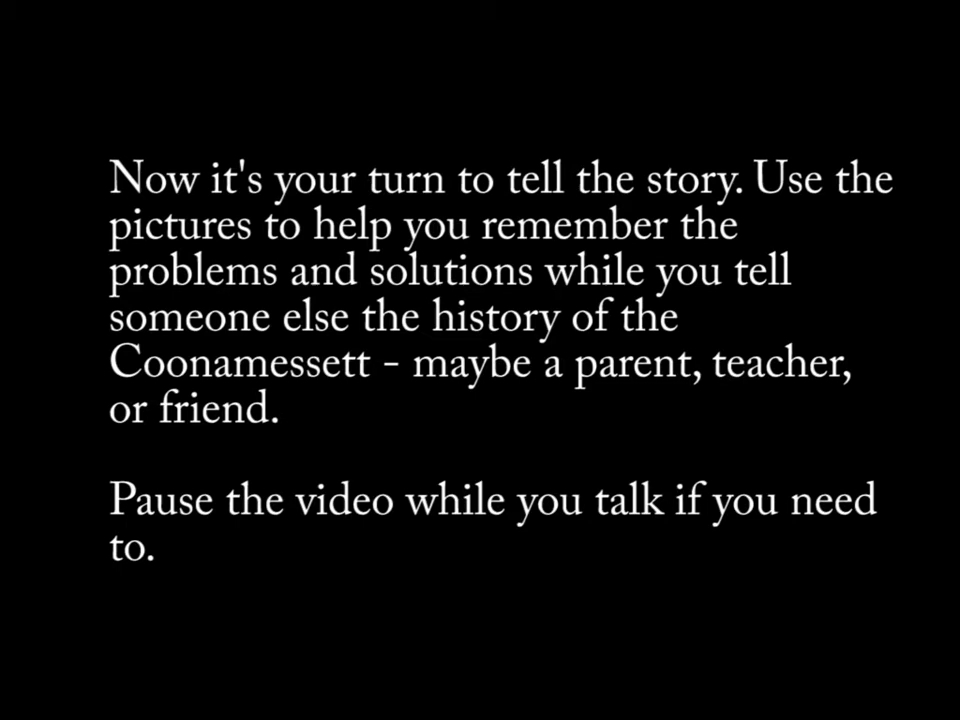 Now it's your turn to tell the story. Use the
pictures to help you remember the
problems and solutions while you tell
someone else the history of the
Coonamessett - maybe a parent, teacher,
or friend.
Pause the video while you talk if you need
to.